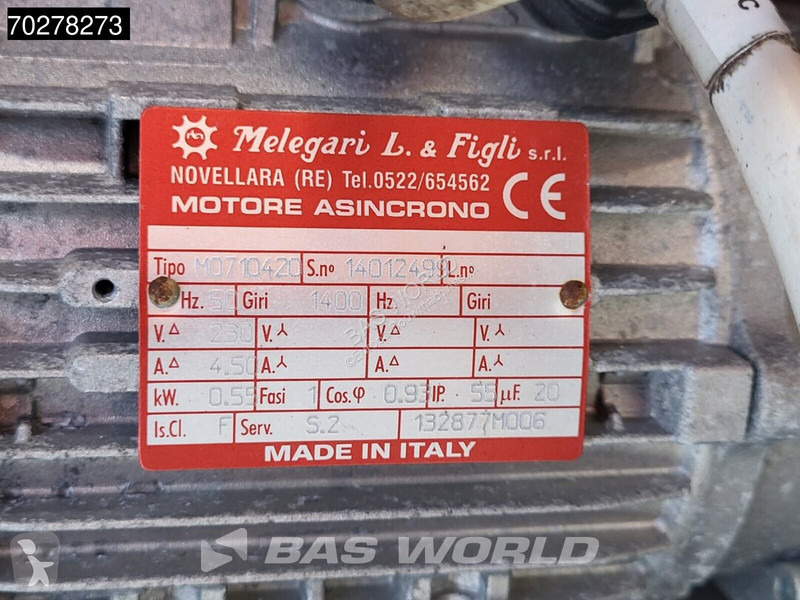 70278273
C
Melegari L. & Figli s.r.l.
NOVELLARA (RE) Tel.0522/654562
MOTORE ASINCRONO CE
Tipo M0710420 S.nº 14012499 L.nº
Hz. 50 Giri 1400 Hz. Giri
V.Δ 230 V.⅄ V.Δ V.⅄
A.Δ 4.50 A.⅄ A.Δ A.⅄
kW. 0.55 Fasi 1 Cos.φ 0.93 IP. 55 µF. 20
Is.Cl. F Serv. S.2 132877M006
MADE IN ITALY
BAS WORLD
BAS WORLD